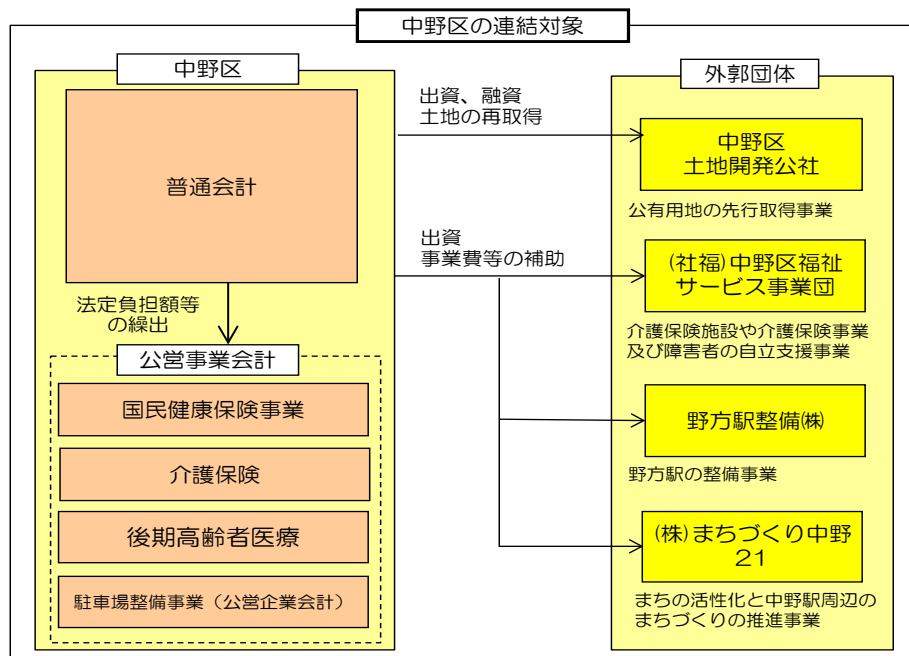 中野区の連結対象
中野区
普通会計
法定負担額等
の繰出
公営事業会計
国民健康保険事業
介護保険
後期高齢者医療
駐車場整備事業（公営企業会計）
出資、融資
土地の再取得
出資
事業費等の補助
外郭団体
中野区
土地開発公社
公有用地の先行取得事業
(社福)中野区福祉
サービス事業団
介護保険施設や介護保険事業
及び障害者の自立支援事業
野方駅整備㈱
野方駅の整備事業
(株)まちづくり中野
21
まちの活性化と中野駅周辺の
まちづくりの推進事業